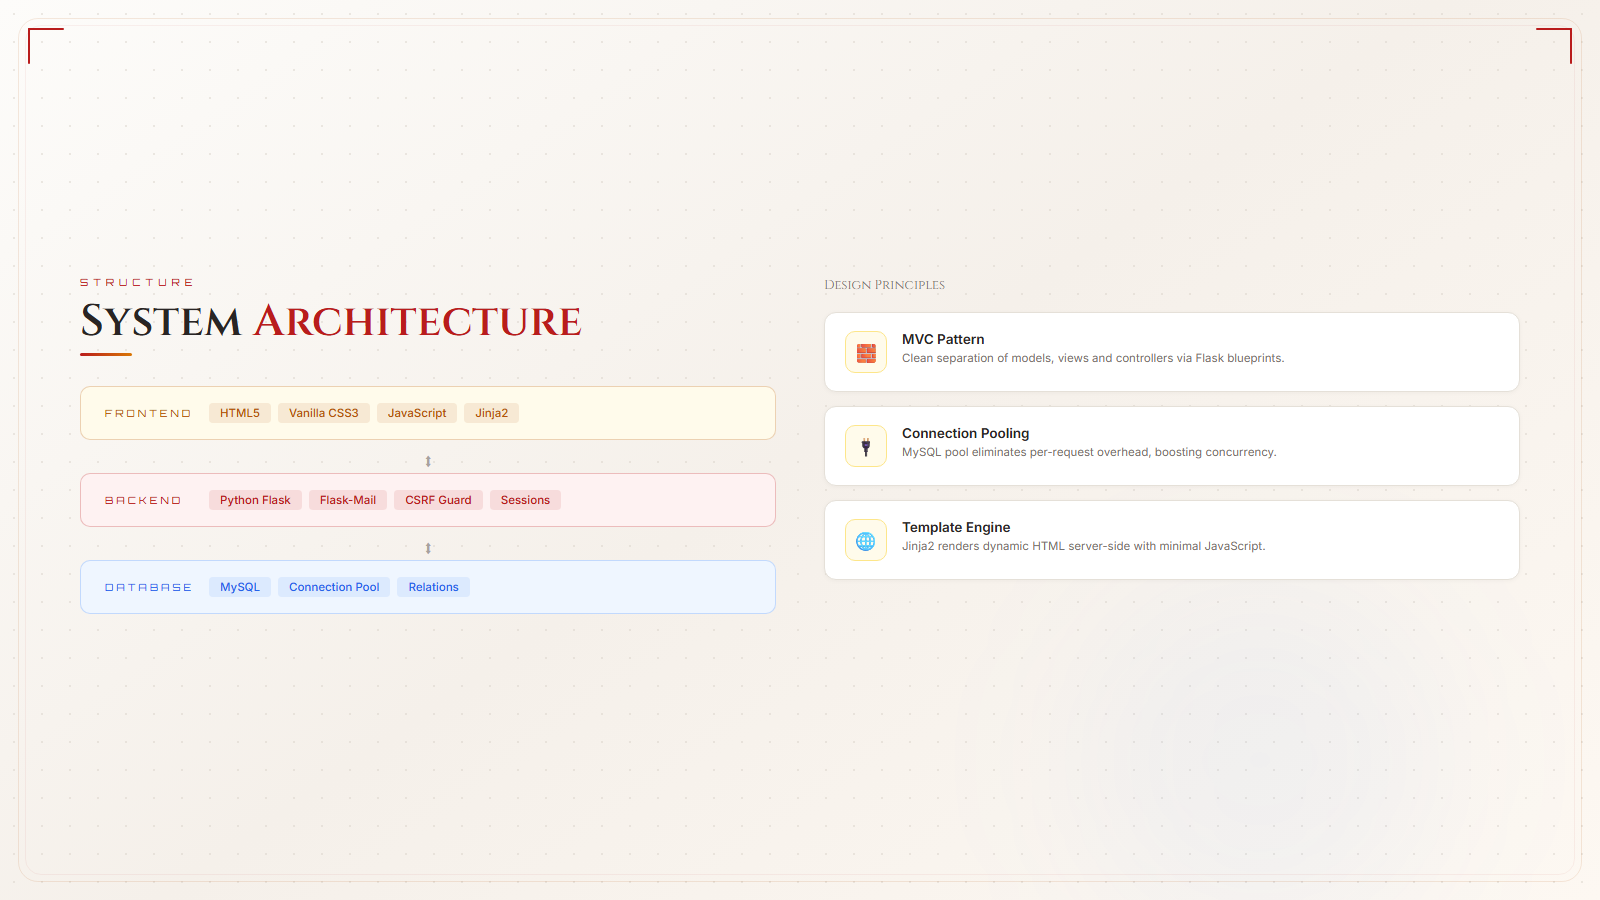 STRUCTURE
SYSTEM ARCHITECTURE
FRONTEND HTML5 Vanilla CSS3 JavaScript Jinja2
BACKEND Python Flask Flask-Mail CSRF Guard Sessions
DATABASE MySQL Connection Pool Relations
DESIGN PRINCIPLES
MVC Pattern
Clean separation of models, views and controllers via Flask blueprints.
Connection Pooling
MySQL pool eliminates per-request overhead, boosting concurrency.
Template Engine
Jinja2 renders dynamic HTML server-side with minimal JavaScript.